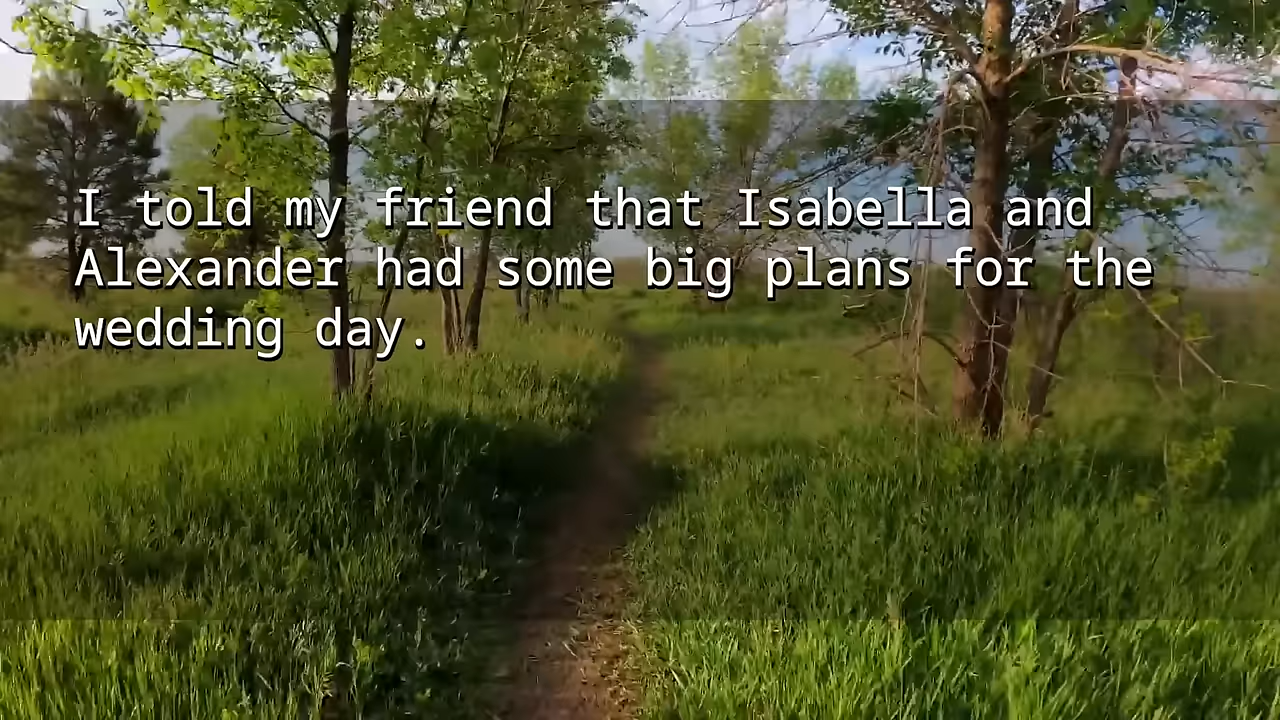 I told my friend that Isabella and
Alexander had some big plans for the
wedding day.